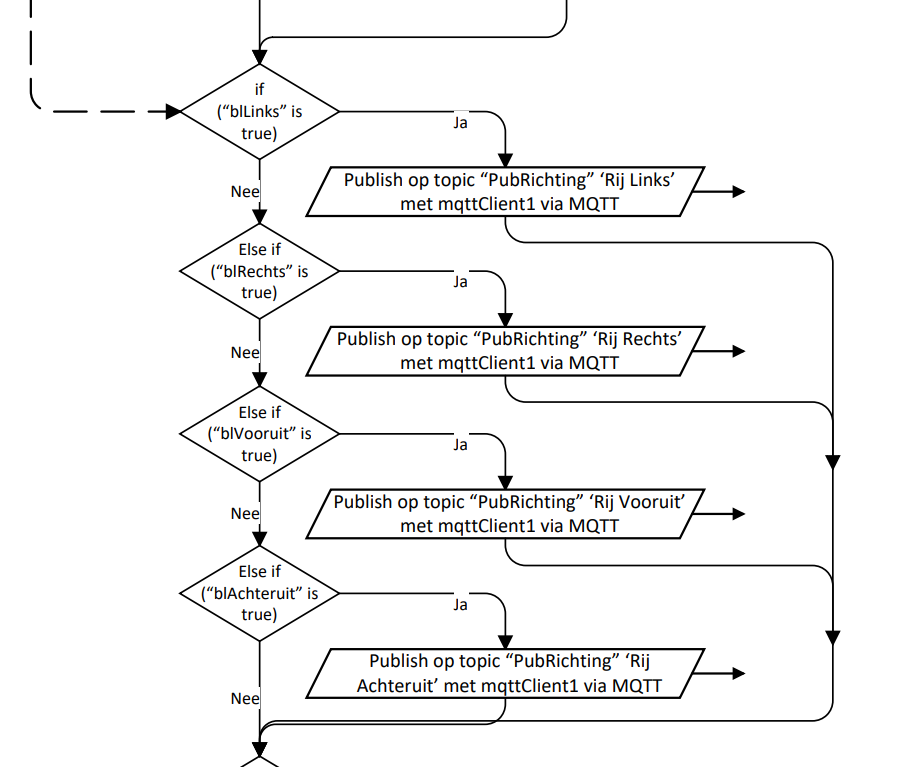 if
(“blLinks” is
true)
Ja
Publish op topic “PubRichting” ‘Rij Links’
met mqttClient1 via MQTT
Nee
Else if
(“blRechts” is
true)
Ja
Publish op topic “PubRichting” ‘Rij Rechts’
met mqttClient1 via MQTT
Nee
Else if
(“blVooruit” is
true)
Ja
Publish op topic “PubRichting” ‘Rij Vooruit’
met mqttClient1 via MQTT
Nee
Else if
(“blAchteruit” is
true)
Ja
Publish op topic “PubRichting” ‘Rij
Achteruit’ met mqttClient1 via MQTT
Nee